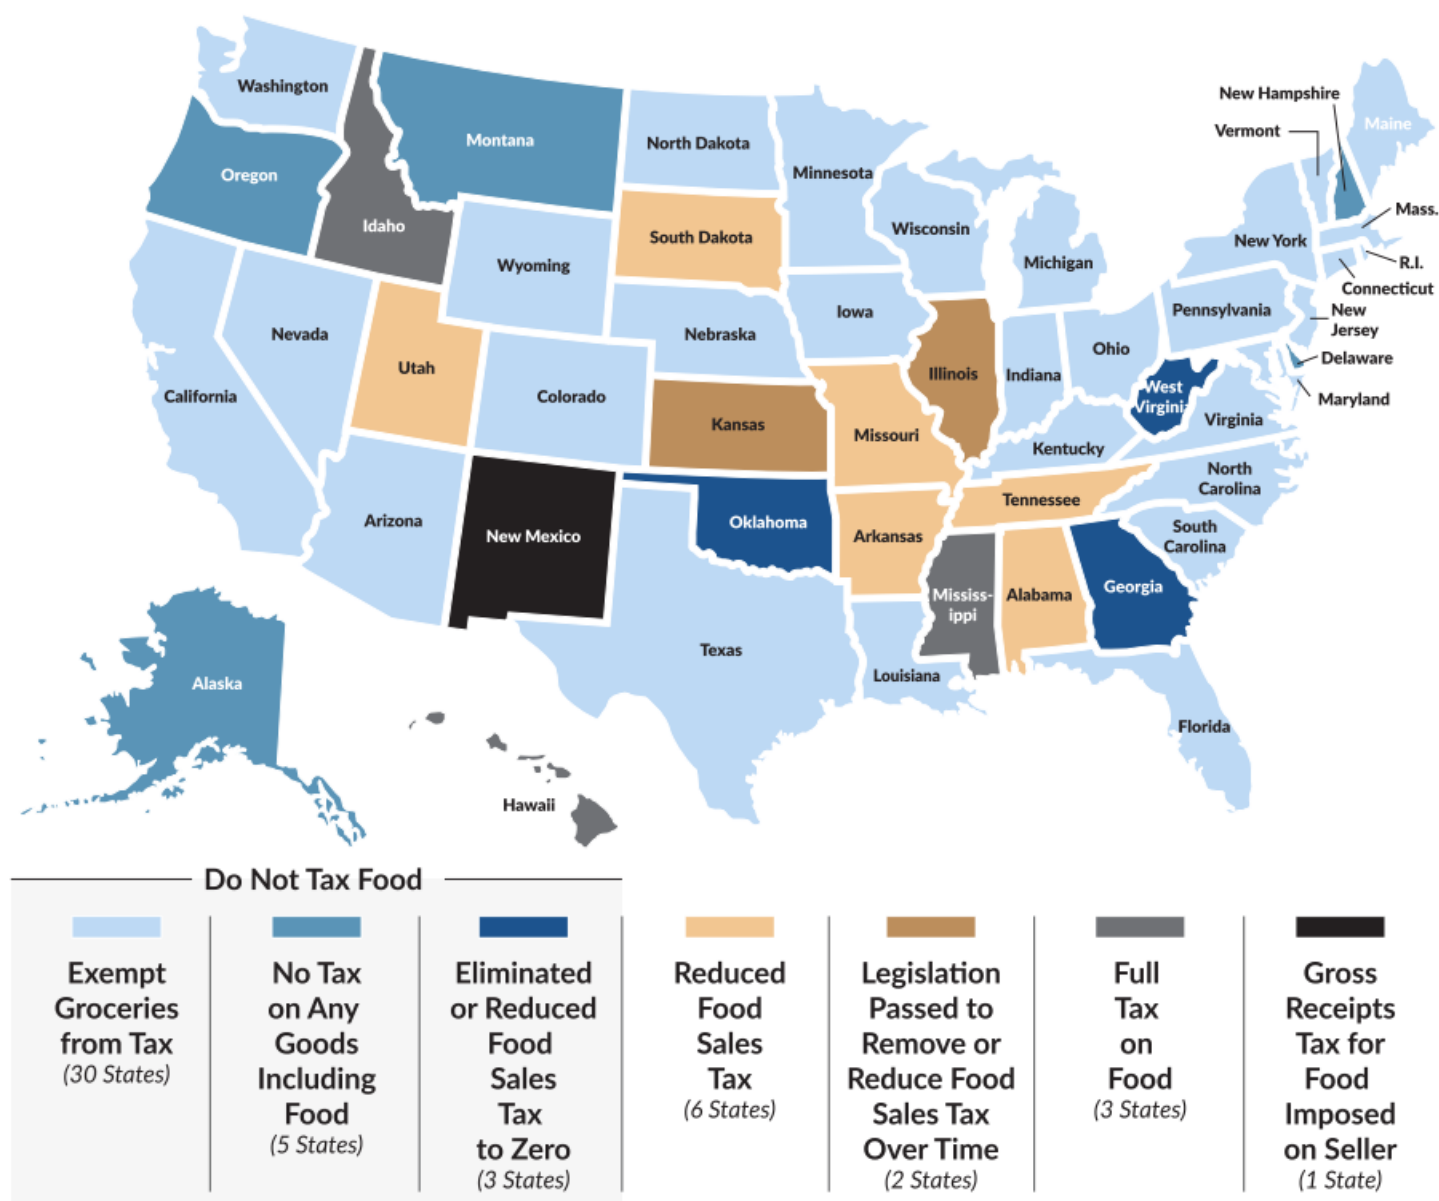 Washington
Montana
North Dakota
Minnesota
New Hampshire
Vermont
Maine
Oregon
Idaho
South Dakota
Wisconsin
Michigan
New York
Mass.
R.I.
Connecticut
Wyoming
Iowa
Nebraska
Pennsylvania
New
Jersey
Nevada
Utah
Colorado
Kansas
Illinois
Indiana
Ohio
Delaware
Maryland
California
Missouri
West
Virginia
Virginia
Kentucky
Arizona
New Mexico
Oklahoma
Arkansas
Tennessee
North
Carolina
South
Carolina
Mississ-
ippi
Alabama
Georgia
Texas
Louisiana
Florida
Alaska
Hawaii
Do Not Tax Food
Exempt
Groceries
from Tax
(30 States)
No Tax
on Any
Goods
Including
Food
(5 States)
Eliminated
or Reduced
Food
Sales
Tax
to Zero
(3 States)
Reduced
Food
Sales
Tax
(6 States)
Legislation
Passed to
Remove or
Reduce Food
Sales Tax
Over Time
(2 States)
Full
Tax
on
Food
(3 States)
Gross
Receipts
Tax for
Food
Imposed
on Seller
(1 State)